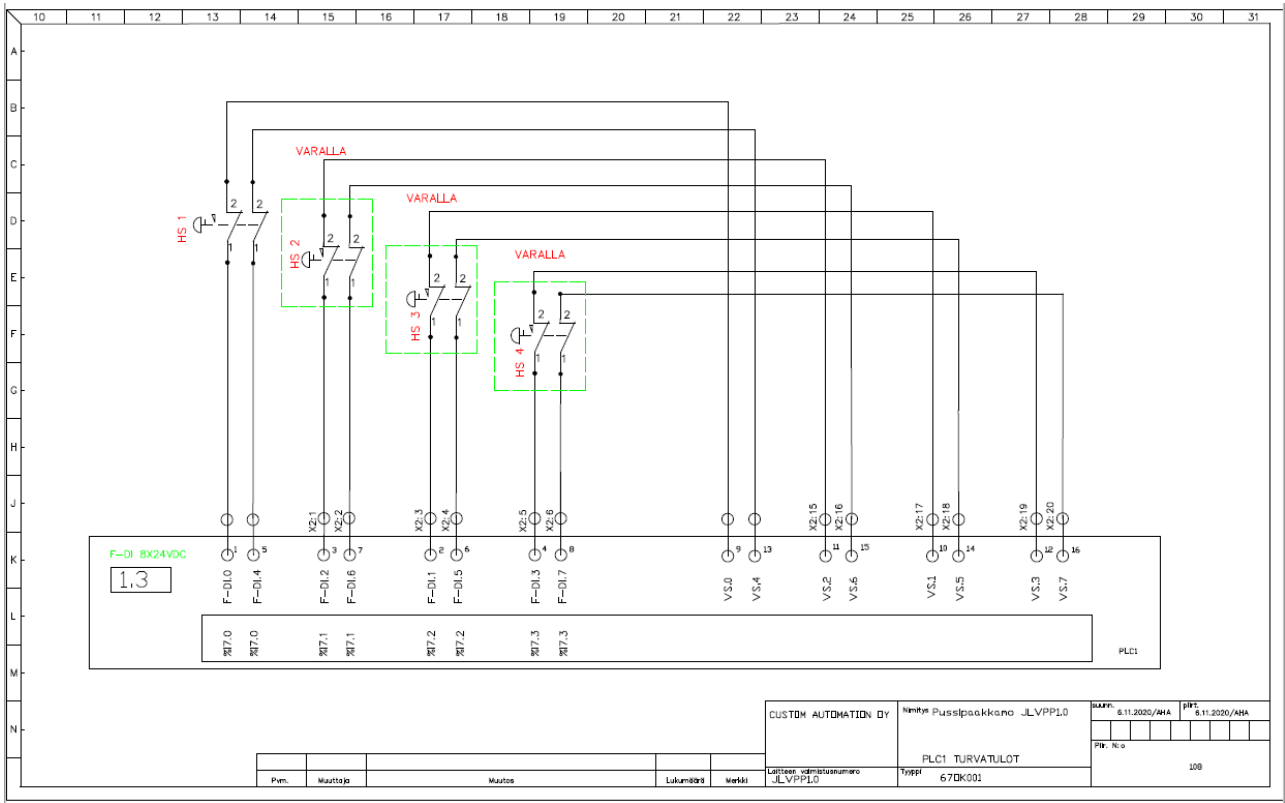 10 11 12 13 14 15 16 17 18 19 20 21 22 23 24 25 26 27 28 29 30 31
A
B
C
D
E
F
G
H
J
K
L
M
N
VARALLA
VARALLA
VARALLA
HS 1
2 2
1 1
HS 2
2 2
1 1
HS 3
2 2
1 1
HS 4
2 2
1 1
X2:1 X2:2 X2:3 X2:4 X2:5 X2:6 X2:15 X2:16 X2:17 X2:18 X2:19 X2:20
F-DI 8X24VDC
1.3
1 5 3 7 2 6 4 8 9 13 11 15 10 14 12 16
F-DI.0 F-DI.4 F-DI.2 F-DI.6 F-DI.1 F-DI.5 F-DI.3 F-DI.7 VS.0 VS.4 VS.2 VS.6 VS.1 VS.5 VS.3 VS.7
%I7.0 %I7.0 %I7.1 %I7.1 %I7.2 %I7.2 %I7.3 %I7.3
PLC1
CUSTOM AUTOMATION OY
Nimitys Pussipaakkamo JLVPP1.0
PLC1 TURVATULOT
suunn. 6.11.2020/AHA
piirt. 6.11.2020/AHA
Piir. N:o
108
Pvm. Muuttaja Muutos Lukumäärä Merkki
Laitteen valmistusnumero
JLVPP1.0
Tyyppi
670K001